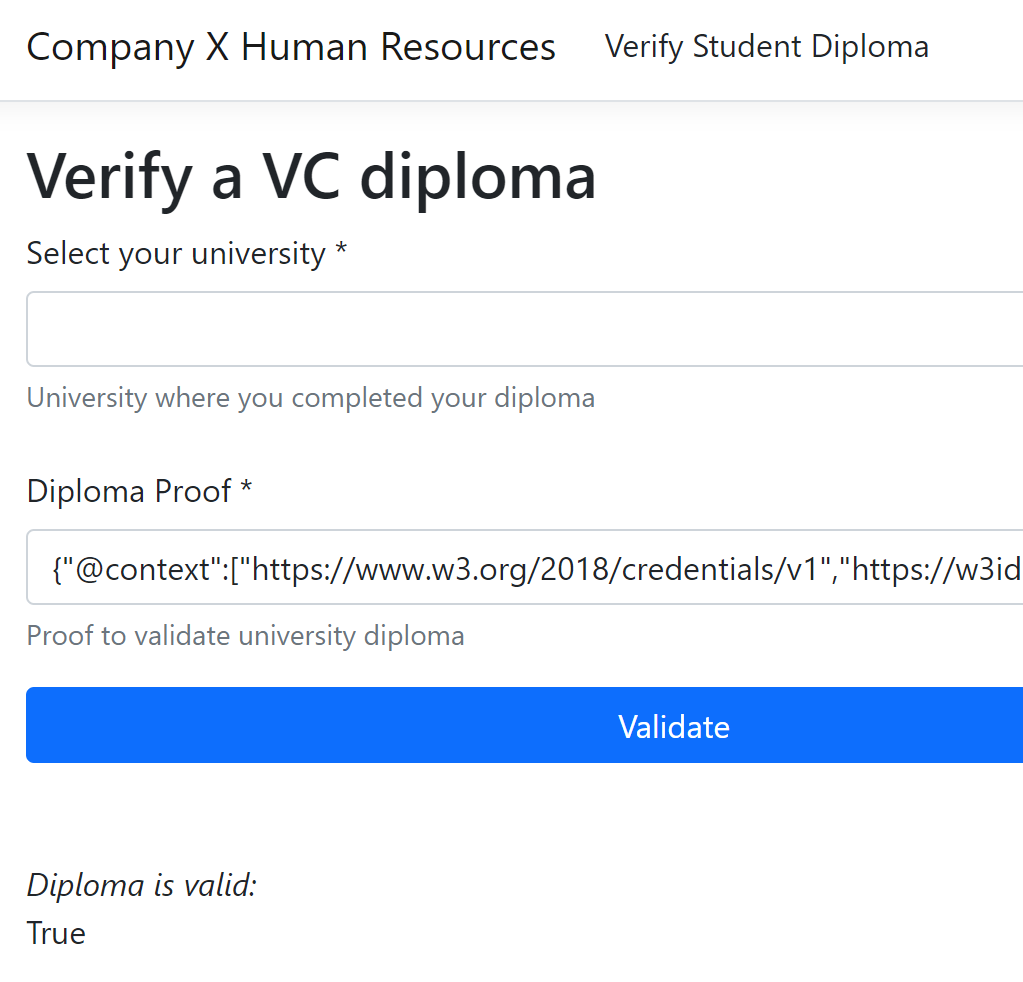 Company X Human Resources Verify Student Diploma
Verify a VC diploma
Select your university *
University where you completed your diploma
Diploma Proof *
{"@context":["https://www.w3.org/2018/credentials/v1","https://w3id
Proof to validate university diploma
Validate
Diploma is valid:
True